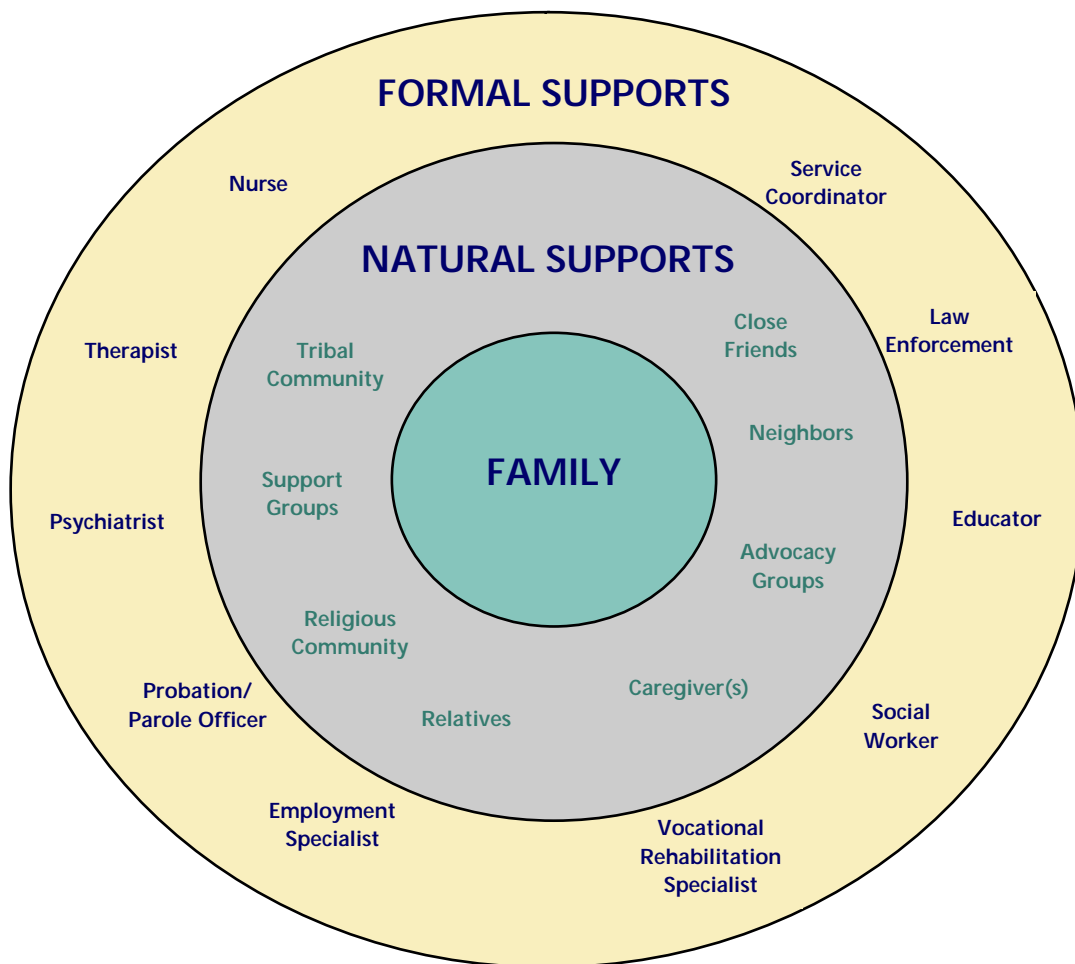 FORMAL SUPPORTS
Nurse
Service
Coordinator
NATURAL SUPPORTS
Close
Friends
Law
Enforcement
Therapist
Tribal
Community
Neighbors
FAMILY
Support
Groups
Psychiatrist
Educator
Advocacy
Groups
Religious
Community
Probation/
Parole Officer
Caregiver(s)
Relatives
Social
Worker
Employment
Specialist
Vocational
Rehabilitation
Specialist